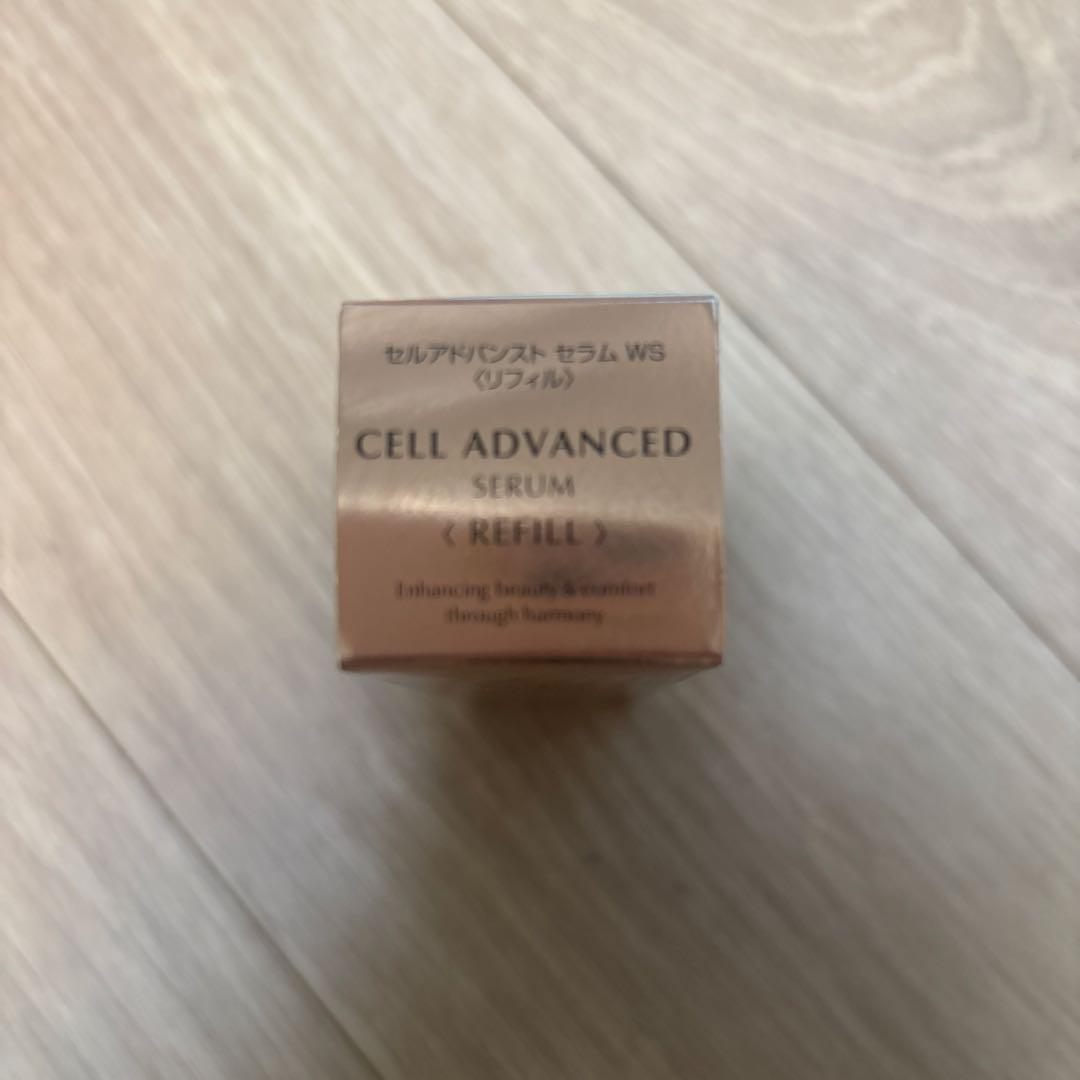 セルアドバンスト セラム WS
〈リフィル〉
CELL ADVANCED
SERUM
〈 REFILL 〉
Enhancing beauty & comfort
through harmony